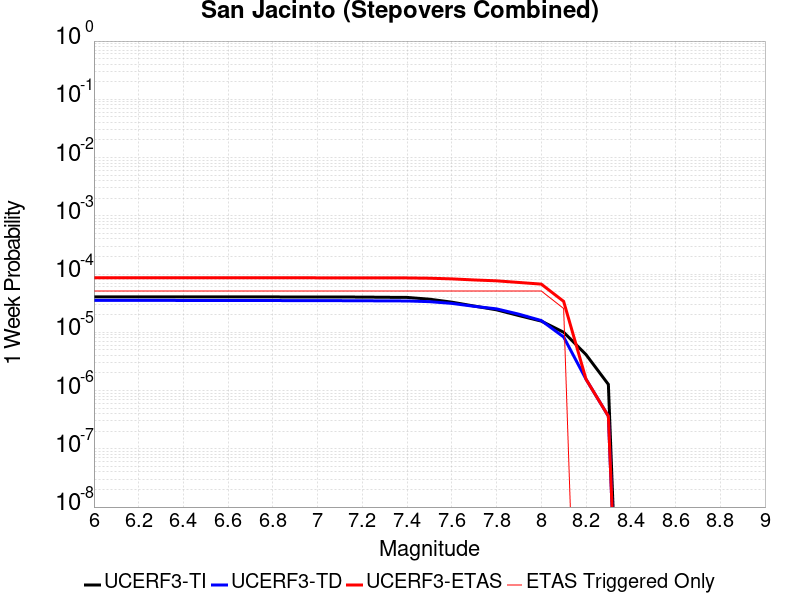 San Jacinto (Stepovers Combined)
10^0
10^-1
10^-2
10^-3
10^-4
10^-5
10^-6
10^-7
10^-8
1 Week Probability
6 6.2 6.4 6.6 6.8 7 7.2 7.4 7.6 7.8 8 8.2 8.4 8.6 8.8 9
Magnitude
UCERF3-TI UCERF3-TD UCERF3-ETAS ETAS Triggered Only